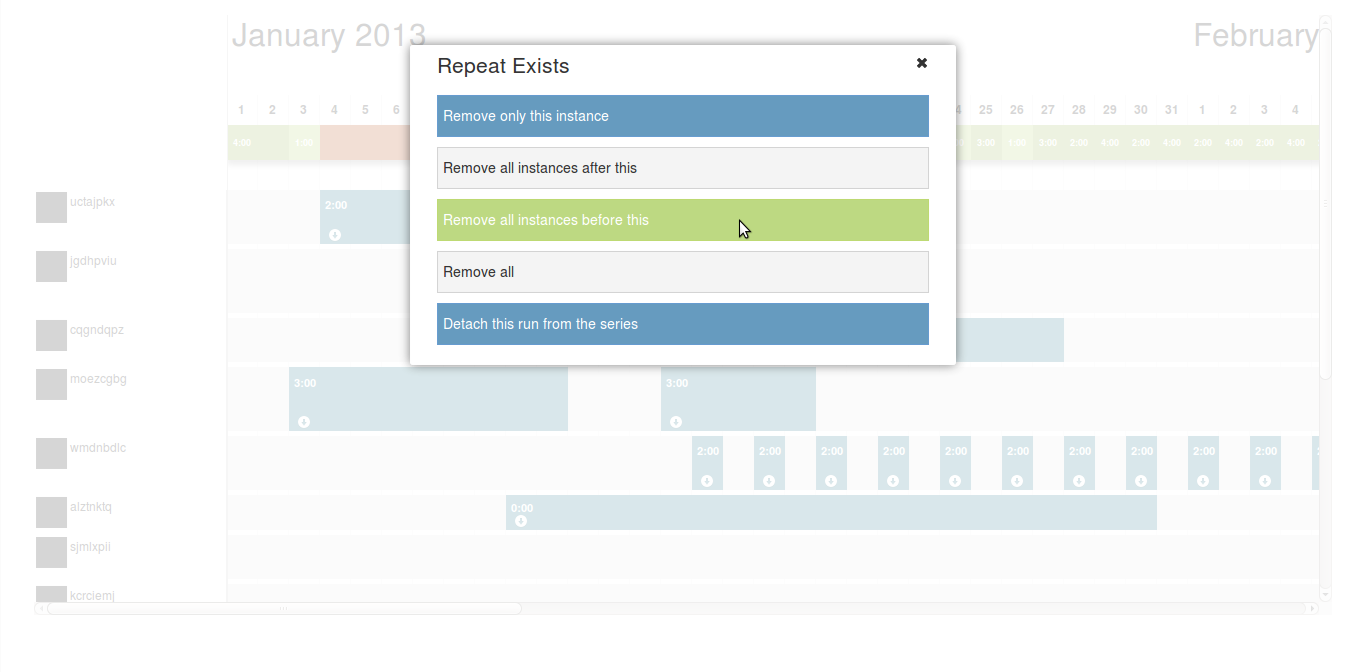 January 2013 February
Repeat Exists
1 2 3 4 5 6 4 25 26 27 28 29 30 31 1 2 3 4
4:00 1:00 0 3:00 1:00 3:00 2:00 4:00 2:00 4:00 2:00 4:00 2:00 4:00
Remove only this instance
Remove all instances after this
Remove all instances before this
Remove all
Detach this run from the series
uctajpkx
2:00
jgdhpviu
cqgndqpz
moezcgbg
3:00 3:00
wmdnbdlc
2:00 2:00 2:00 2:00 2:00 2:00 2:00 2:00 2:00 2:00
alztnktq
0:00
sjmlxpii
kcrciemj